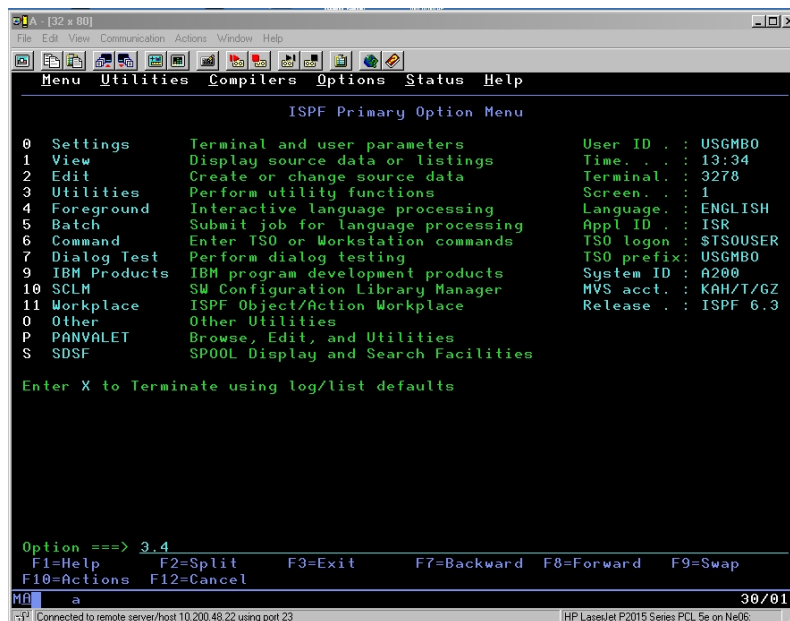 A - [32 x 80]
File Edit View Communication Actions Window Help
Menu Utilities Compilers Options Status Help
ISPF Primary Option Menu
0 Settings Terminal and user parameters User ID . : USGMBO
1 View Display source data or listings Time. . . : 13:34
2 Edit Create or change source data Terminal. : 3278
3 Utilities Perform utility functions Screen. . : 1
4 Foreground Interactive language processing Language. : ENGLISH
5 Batch Submit job for language processing Appl ID . : ISR
6 Command Enter TSO or Workstation commands TSO logon : $TSOUSER
7 Dialog Test Perform dialog testing TSO prefix: USGMBO
9 IBM Products IBM program development products System ID : A200
10 SCLM SW Configuration Library Manager MVS acct. : KAH/T/GZ
11 Workplace ISPF Object/Action Workplace Release . : ISPF 6.3
O Other Other Utilities
P PANVALET Browse, Edit, and Utilities
S SDSF SPOOL Display and Search Facilities
Enter X to Terminate using log/list defaults
Option ===> 3.4
F1=Help F2=Split F3=Exit F7=Backward F8=Forward F9=Swap
F10=Actions F12=Cancel
MA a 30/01
Connected to remote server/host 10.200.48.22 using port 23 HP LaserJet P2015 Series PCL 5e on Ne06: